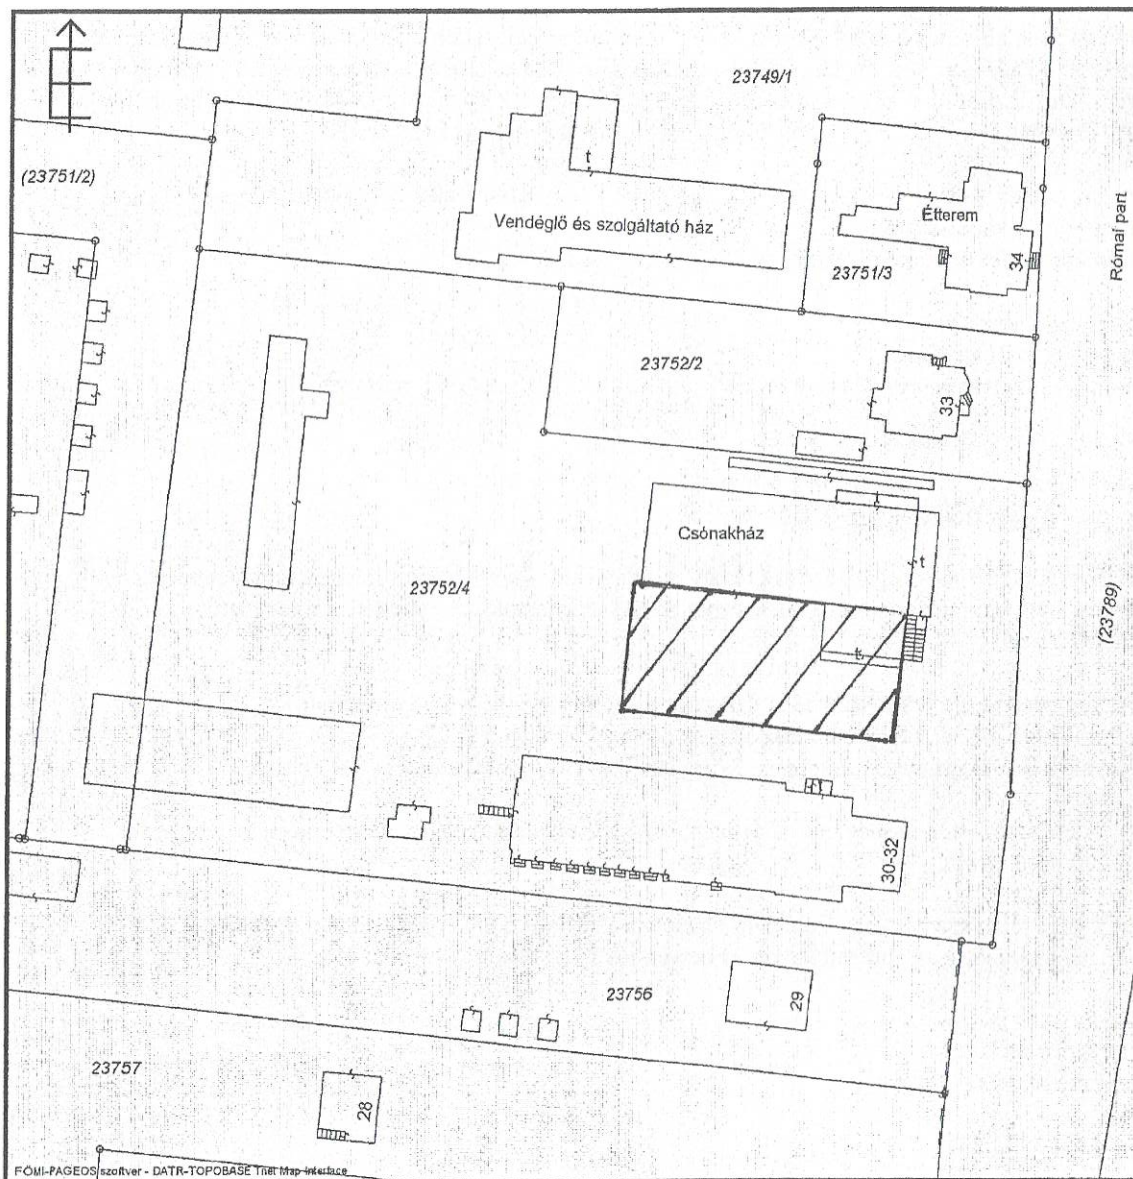 23749/1
(23751/2)
Étterem
Vendéglő és szolgáltató ház
t
34
Római part
23751/3
23752/2
33
Csónakház
t
t
23752/4
(23789)
t
t
30-32
23756
29
23757
28
FÖMI-PAGEOS szoftver - DATR-TOPOBASE Tnet Map-Interface